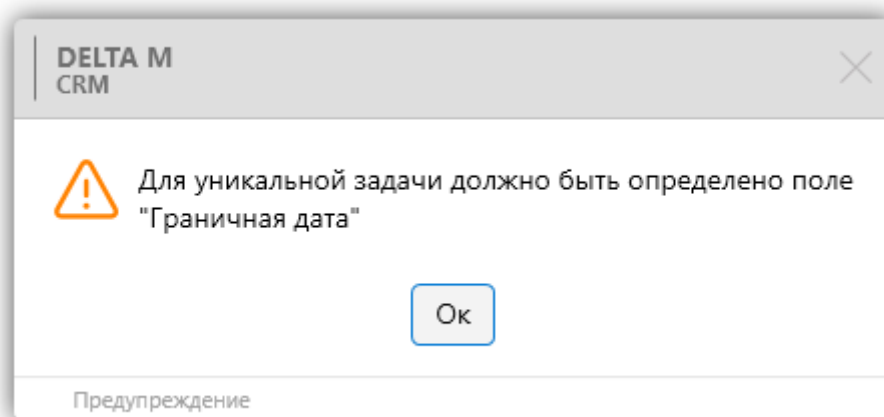 DELTA M
CRM
Для уникальной задачи должно быть определено поле
"Граничная дата"
Ок
Предупреждение